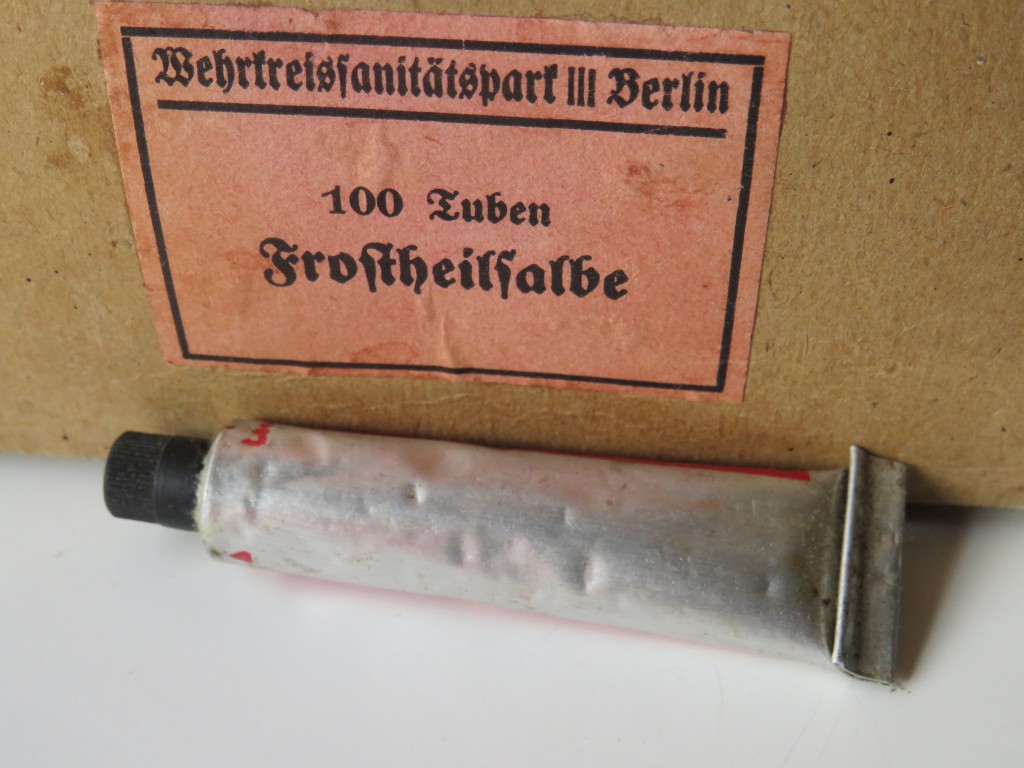 Wehrkreisſanitätspark III Berlin
100 Tuben
Froſtheilſalbe